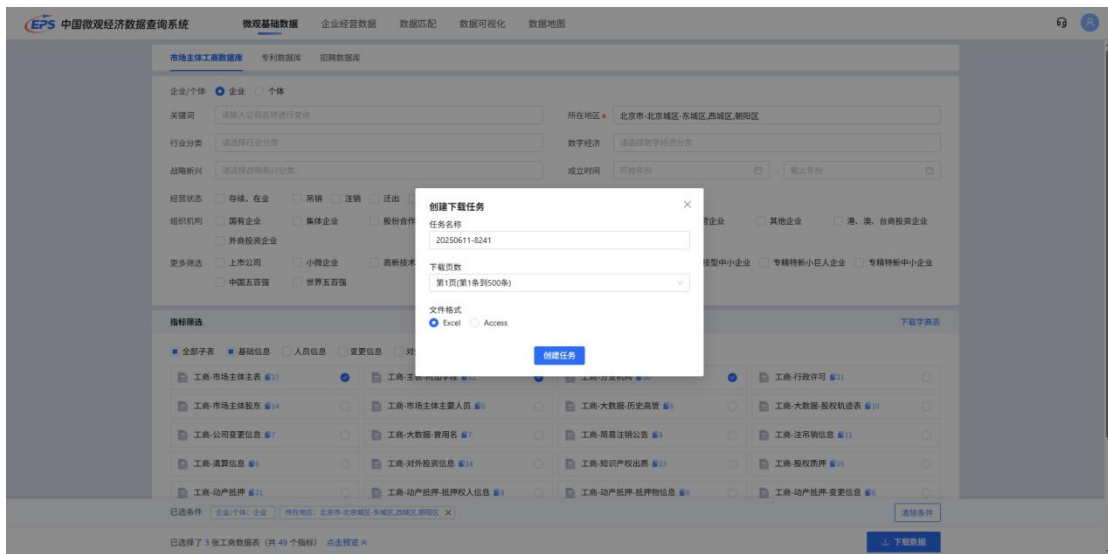 EPS 中国微观经济数据查询系统 微观基础数据 企业经营数据 数据匹配 数据可视化 数据地图
市场主体工商数据库 专利数据库 招聘数据库
企业/个体 企业 个体
关键词 请输入公司名称进行查询 所在地区 * 北京市-北京城区-东城区,西城区,朝阳区
行业分类 请选择行业分类 数字经济 请选择数字经济分类
战略新兴 请选择战略新兴分类 成立时间 开始年份 - 截止年份
经营状态 存续、在业 吊销 注销 迁出
组织机构 国有企业 集体企业 股份合作 其他企业 港、澳、台商投资企业
外商投资企业
更多筛选 上市公司 小微企业 高新技术 技型中小企业 专精特新小巨人企业 专精特新中小企业
中国五百强 世界五百强
创建下载任务
任务名称
20250611-8241
下载页数
第1页(第1条到500条)
文件格式
Excel Access
创建任务
指标筛选 下载字典表
全部子表 基础信息 人员信息 变更信息
工商-市场主体主表 27 工商-行政许可 21
工商-市场主体股东 14 工商-市场主体主要人员 工商-大数据-历史高管 工商-大数据-股权轨迹表 10
工商-公司变更信息 7 工商-大数据-曾用名 7 工商-简易注销公告 工商-注吊销信息 11
工商-清算信息 工商-对外投资信息 14 工商-知识产权出质 工商-股权质押
工商-动产抵押 21 工商-动产抵押-抵押权人信息 工商-动产抵押-抵押物信息 工商-动产抵押-变更信息
已选条件 企业/个体:企业 所在地区:北京市-北京城区-东城区,西城区,朝阳区 清除条件
已选择了 3 张工商数据表(共 49 个指标) 点击预览 下载数据